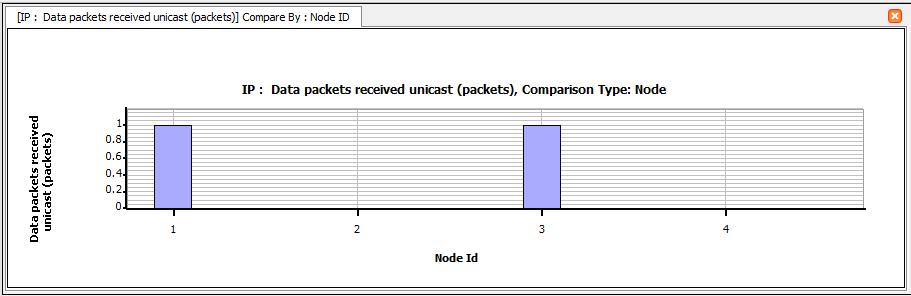 [IP :  Data packets received unicast (packets)] Compare By : Node ID
IP :  Data packets received unicast (packets), Comparison Type: Node
Data packets received
unicast (packets)
1
0.8
0.6
0.4
0.2
0
1 2 3 4
Node Id